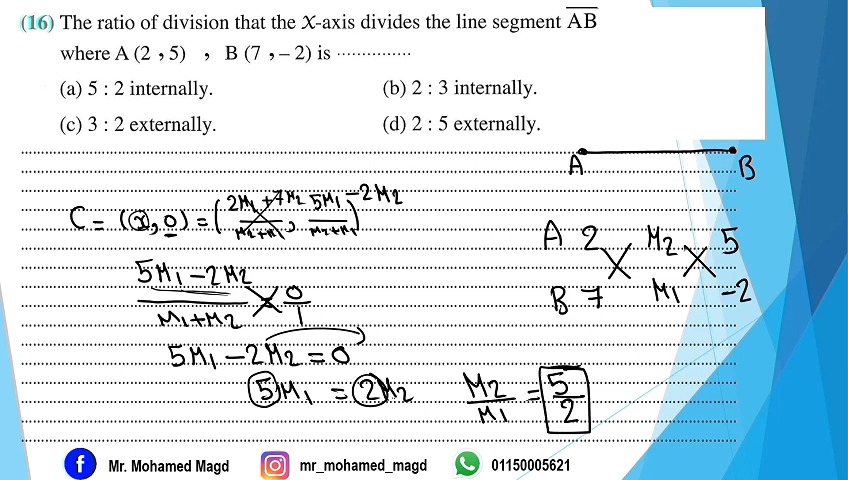 (16) The ratio of division that the X-axis divides the line segment AB
where A (2 , 5) , B (7 , – 2) is ...............
(a) 5 : 2 internally.
(b) 2 : 3 internally.
(c) 3 : 2 externally.
(d) 2 : 5 externally.
A B
C = (x, 0) = (2M1 + 7M2 / M2+M1, 5M1 - 2M2 / M2+M1)
A 2 M2 5
B 7 M1 -2
5M1 - 2M2 / M1+M2 0 / 1
5M1 - 2M2 = 0
5M1 = 2M2 M2 / M1 = 5 / 2
Mr. Mohamed Magd mr_mohamed_magd 01150005621